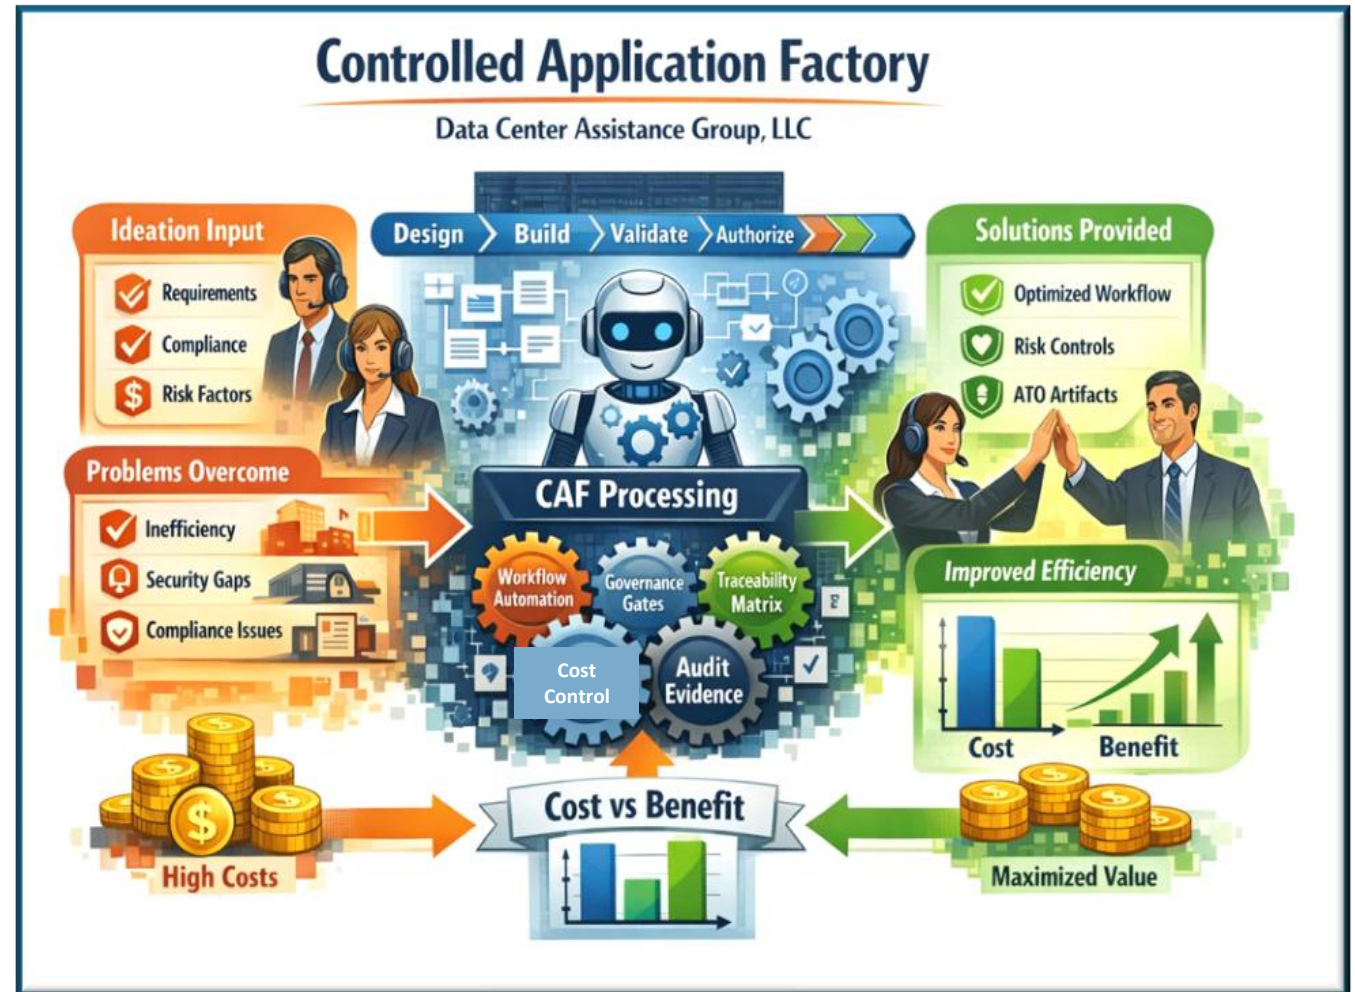 Controlled Application Factory
Data Center Assistance Group, LLC
Ideation Input
Requirements
Compliance
Risk Factors
Design
Build
Validate
Authorize
Solutions Provided
Optimized Workflow
Risk Controls
ATO Artifacts
Problems Overcome
Inefficiency
Security Gaps
Compliance Issues
CAF Processing
Workflow
Automation
Governance
Gates
Traceability
Matrix
Cost
Control
Audit
Evidence
Improved Efficiency
Cost
Benefit
High Costs
Cost vs Benefit
Maximized Value